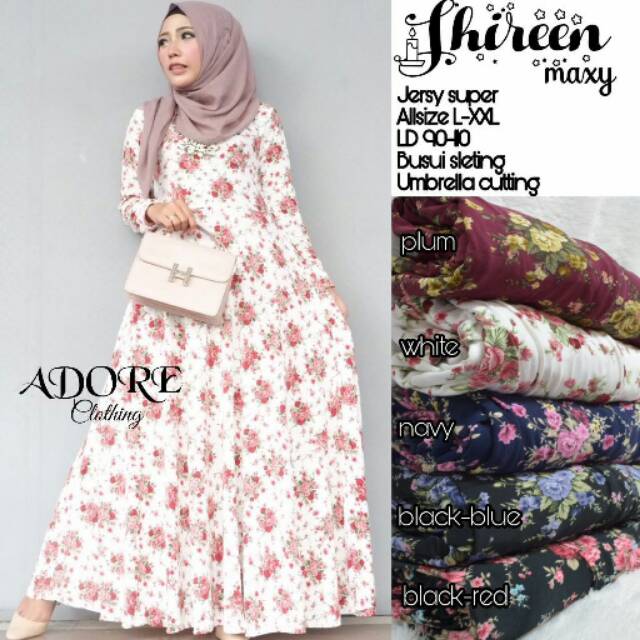 Shireen
maxy
Jersy super
Allsize L-XXL
LD 90-110
Busui sleting
Umbrella cutting
plum
white
navy
black-blue
black-red
ADORE
Clothing